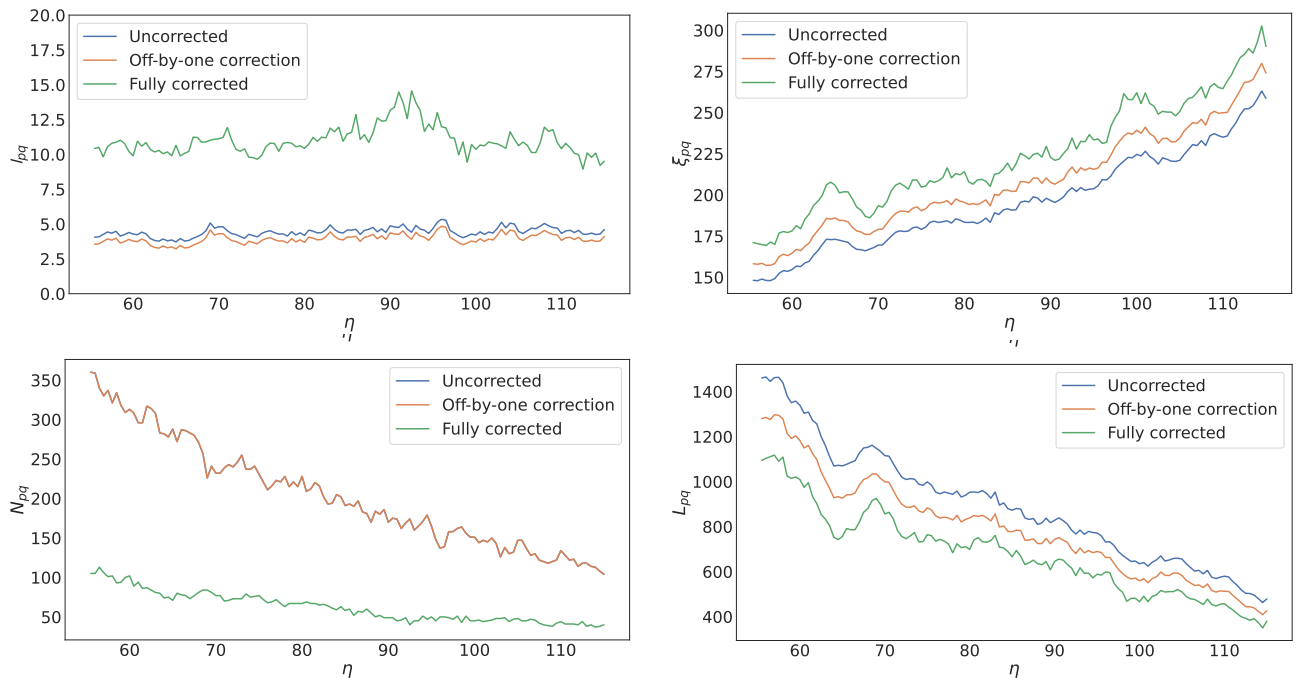 20.0
17.5
15.0
12.5
10.0
7.5
5.0
2.5
0.0
l_pq
Uncorrected
Off-by-one correction
Fully corrected
60 70 80 90 100 110
η
300
275
250
225
200
175
150
ξ_pq
Uncorrected
Off-by-one correction
Fully corrected
60 70 80 90 100 110
η
350
300
250
200
150
100
50
N_pq
Uncorrected
Off-by-one correction
Fully corrected
60 70 80 90 100 110
η
1400
1200
1000
800
600
400
L_pq
Uncorrected
Off-by-one correction
Fully corrected
60 70 80 90 100 110
η